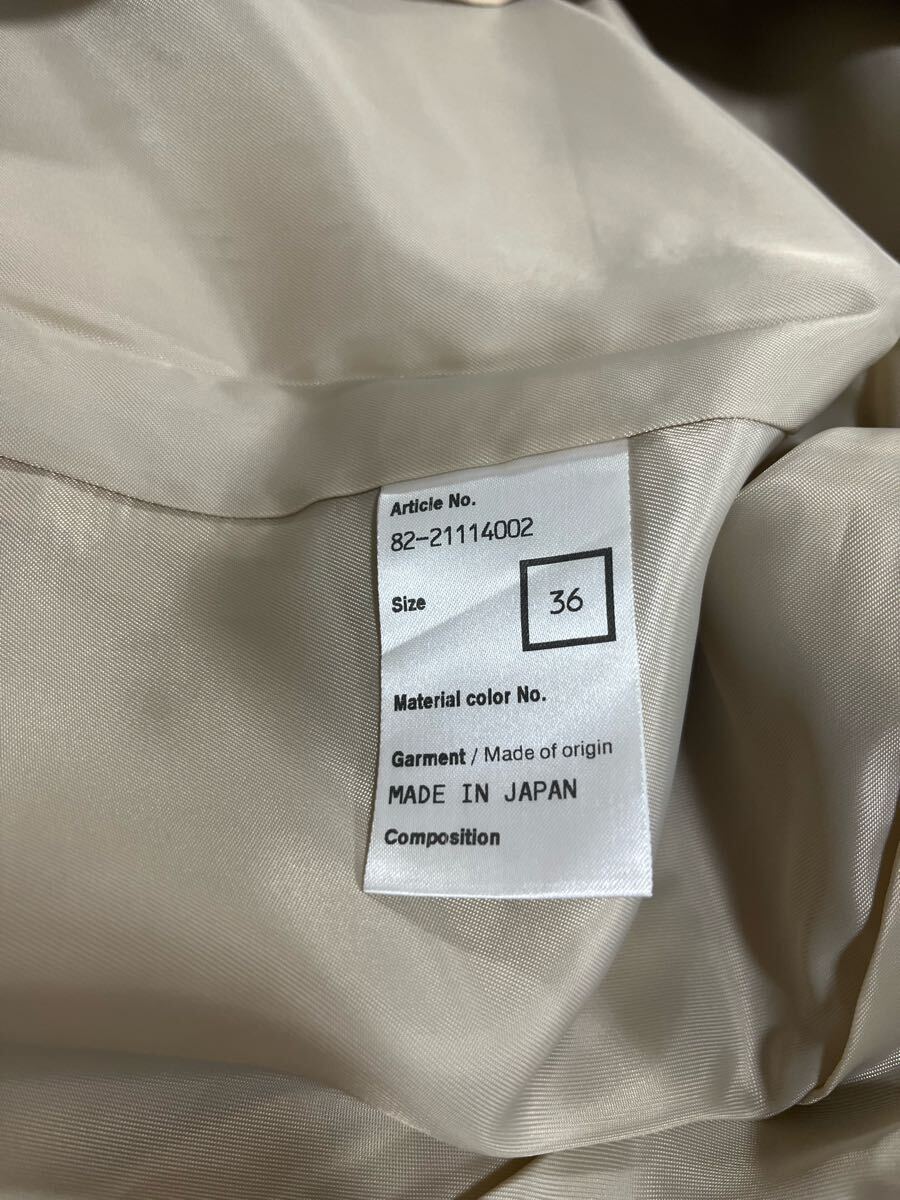 Article No.
82-21114002
Size
36
Material color No.
Garment / Made of origin
MADE IN JAPAN
Composition